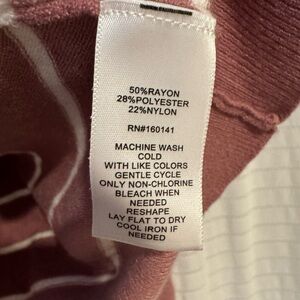 50%RAYON
28%POLYESTER
22%NYLON
RN#160141
MACHINE WASH
COLD
WITH LIKE COLORS
GENTLE CYCLE
ONLY NON-CHLORINE
BLEACH WHEN
NEEDED
RESHAPE
LAY FLAT TO DRY
COOL IRON IF
NEEDED